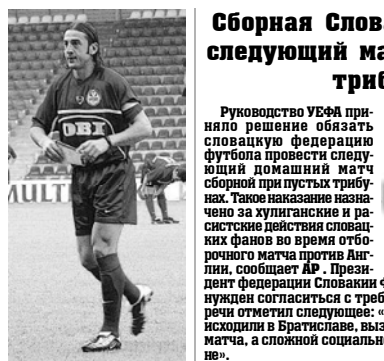 OBI
MULTI
Сборная Слова
следующий ма
триб
Руководство УЕФА при-
няло решение обязать
словацкую федерацию
футбола провести следу-
ющий домашний матч
сборной при пустых трибу-
нах. Такое наказание назна-
чено за хулиганские и ра-
систские действия словац-
ких фанов во время отбо-
рочного матча против Анг-
лии, сообщает АР . Прези-
дент федерации Словакии Ф
нужден согласиться с треб
речи отметил следующее: «
исходили в Братиславе, выз
матча, а сложной социальн
не».